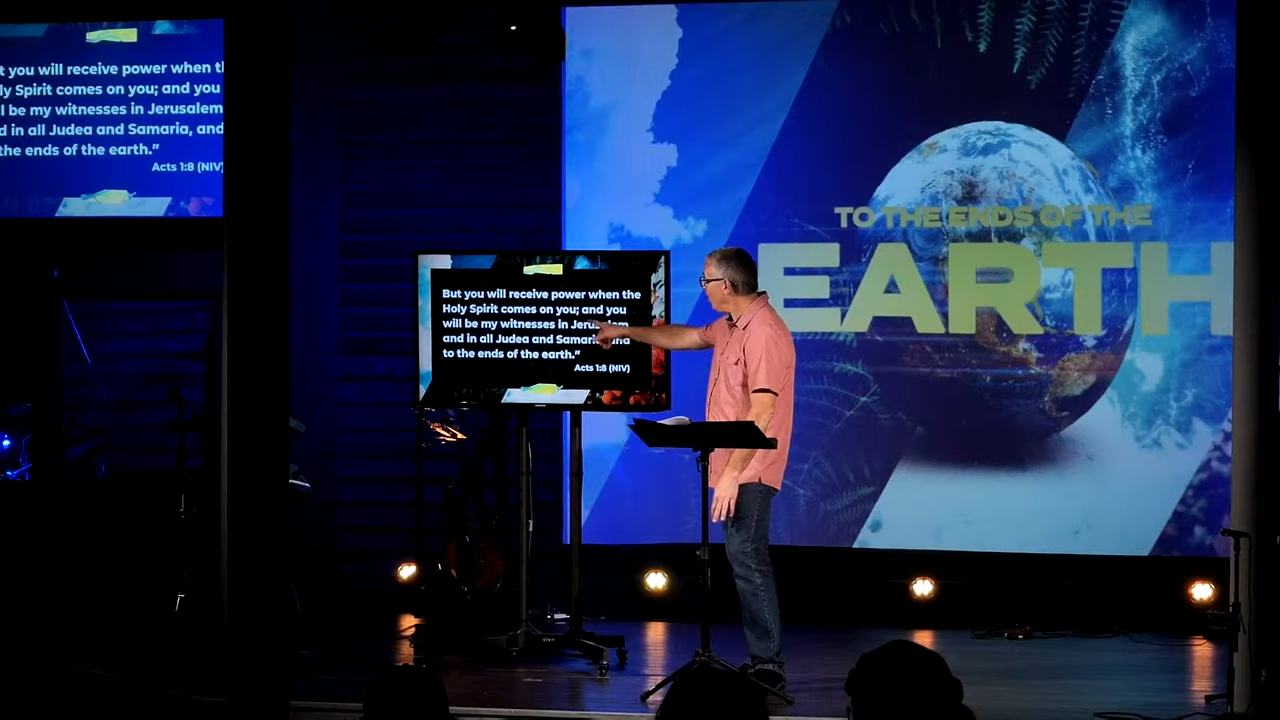 t you will receive power when t
ly Spirit comes on you; and you
l be my witnesses in Jerusalem
d in all Judea and Samaria, and
the ends of the earth.”
Acts 1:8 (NIV)
But you will receive power when the
Holy Spirit comes on you; and you
will be my witnesses in Jerusalem
and in all Judea and Samaria, and
to the ends of the earth.”
Acts 1:8 (NIV)
TO THE ENDS OF THE
EARTH